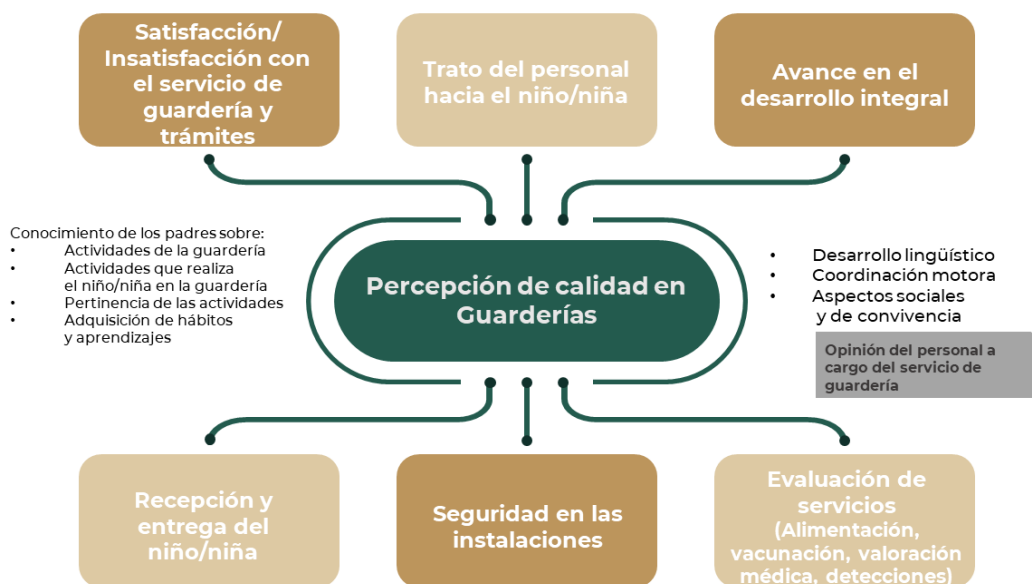 Satisfacción/
Insatisfacción con
el servicio de
guardería y
trámites
Trato del personal
hacia el niño/niña
Avance en el
desarrollo integral
Conocimiento de los padres sobre:
• Actividades de la guardería
• Actividades que realiza
el niño/niña en la guardería
• Pertinencia de las actividades
• Adquisición de hábitos
y aprendizajes
Percepción de calidad en
Guarderías
• Desarrollo lingüístico
• Coordinación motora
• Aspectos sociales
y de convivencia
Opinión del personal a
cargo del servicio de
guardería
Recepción y
entrega del
niño/niña
Seguridad en las
instalaciones
Evaluación de
servicios
(Alimentación,
vacunación, valoración
médica, detecciones)